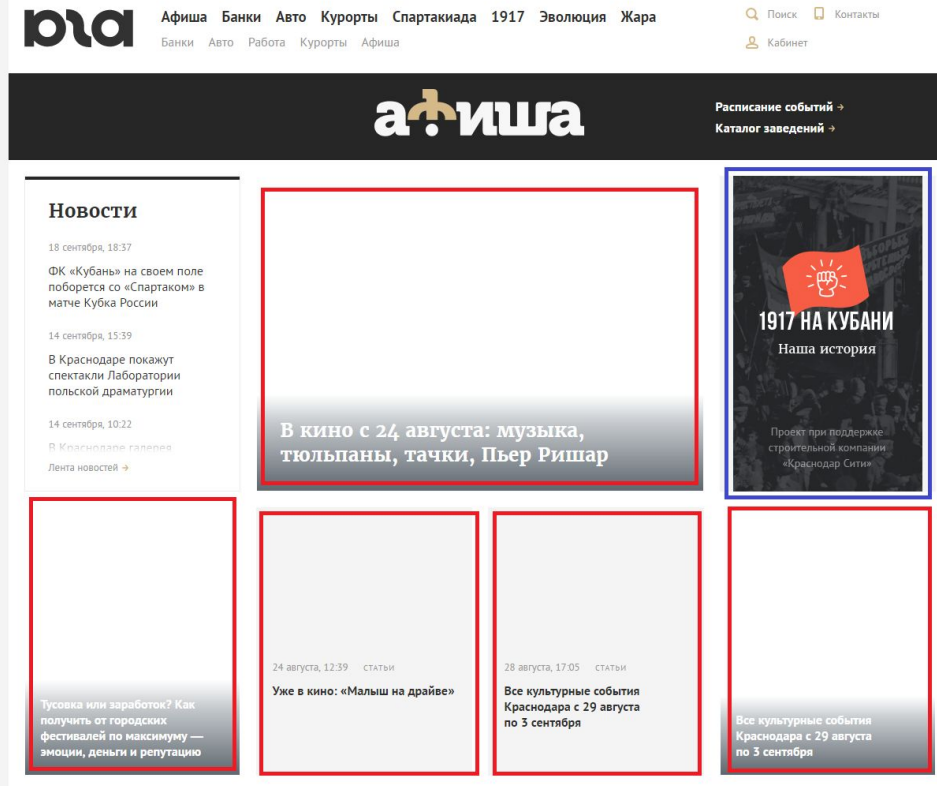 юга
Афиша Банки Авто Курорты Спартакиада 1917 Эволюция Жара
Банки Авто Работа Курорты Афиша
Поиск Контакты
Кабинет
афиша
Расписание событий →
Каталог заведений →
Новости
18 сентября, 18:37
ФК «Кубань» на своем поле
поборется со «Спартаком» в
матче Кубка России
14 сентября, 15:39
В Краснодаре покажут
спектакли Лаборатории
польской драматургии
14 сентября, 10:22
В Краснодаре галерея
Лента новостей →
В кино с 24 августа: музыка,
тюльпаны, тачки, Пьер Ришар
1917 НА КУБАНИ
Наша история
Проект при поддержке
строительной компании
«Краснодар Сити»
Тусовка или заработок? Как
получить от городских
фестивалей по максимуму —
эмоции, деньги и репутацию
24 августа, 12:39 СТАТЬИ
Уже в кино: «Малыш на драйве»
28 августа, 17:05 СТАТЬИ
Все культурные события
Краснодара с 29 августа
по 3 сентября
Все культурные события
Краснодара с 29 августа
по 3 сентября